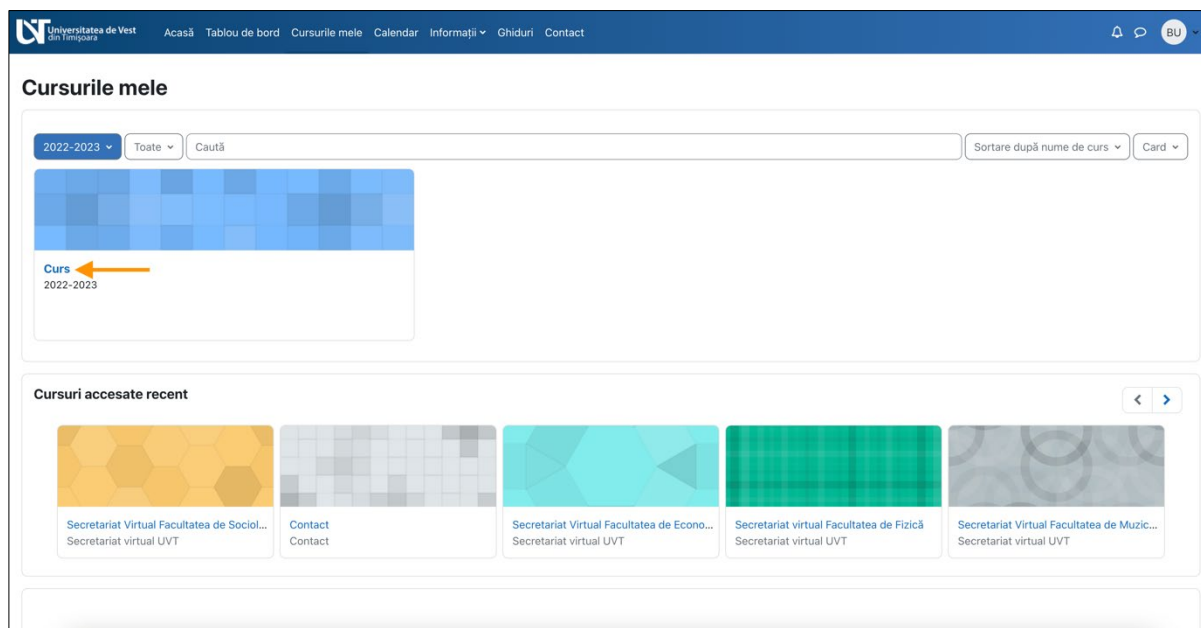 Universitatea de Vest
din Timișoara
Acasă Tablou de bord Cursurile mele Calendar Informații Ghiduri Contact
BU
Cursurile mele
2022-2023 Toate Caută Sortare după nume de curs Card
Curs
2022-2023
Cursuri accesate recent
Secretariat Virtual Facultatea de Sociol... Contact Secretariat Virtual Facultatea de Econo... Secretariat virtual Facultatea de Fizică Secretariat Virtual Facultatea de Muzic...
Secretariat virtual UVT Contact Secretariat virtual UVT Secretariat virtual UVT Secretariat virtual UVT